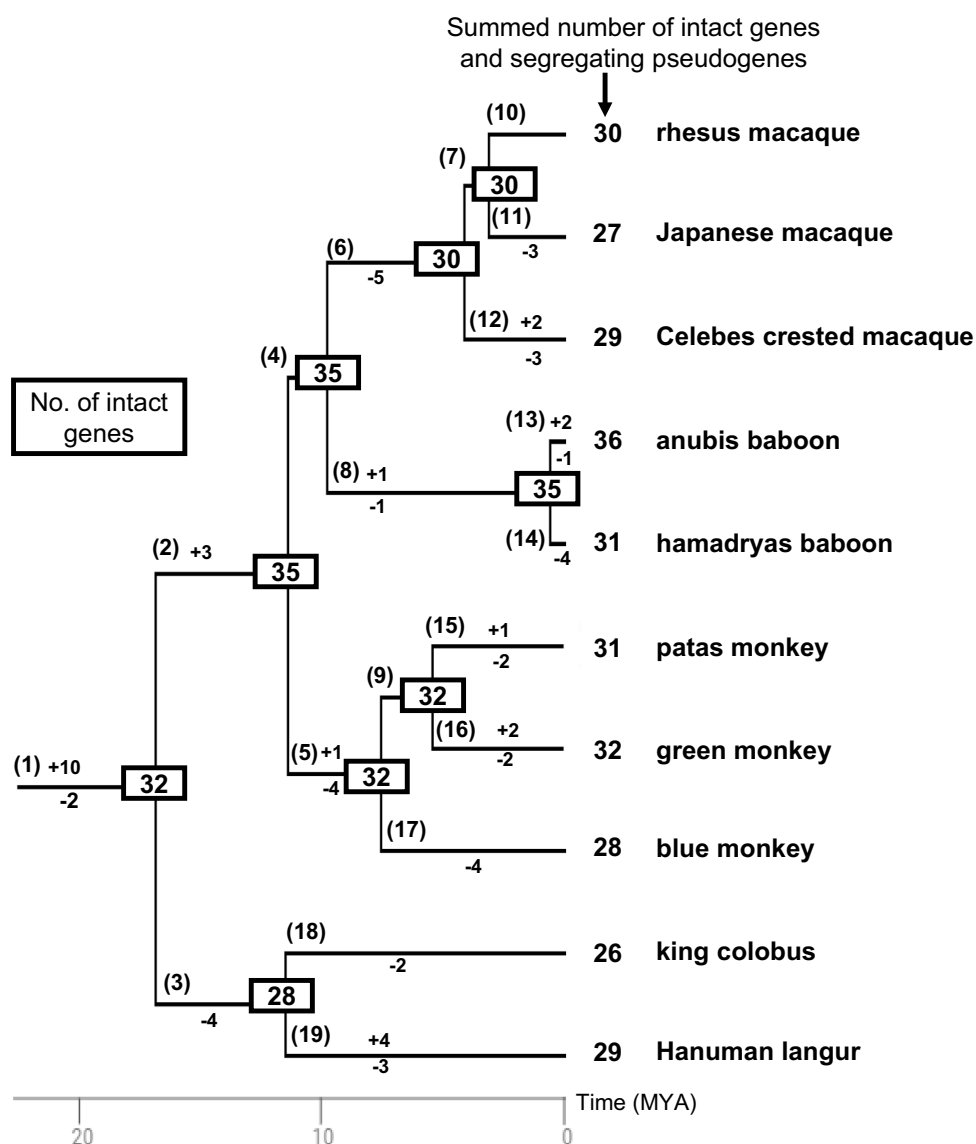 Summed number of intact genes
and segregating pseudogenes
(10)
30 rhesus macaque
(7)
30
(11)
27 Japanese macaque
-3
(6)
30
-5
(12) +2
29 Celebes crested macaque
-3
(4)
35
No. of intact
genes
(13) +2
36 anubis baboon
-1
(8) +1
35
-1
(14)
31 hamadryas baboon
-4
(2) +3
35
(15) +1
31 patas monkey
-2
(9)
32
(16) +2
32 green monkey
-2
(5) +1
32
-4
(1) +10
32
-2
(17)
28 blue monkey
-4
(18)
26 king colobus
-2
(3)
28
-4
(19) +4
29 Hanuman langur
-3
Time (MYA)
20 10 0